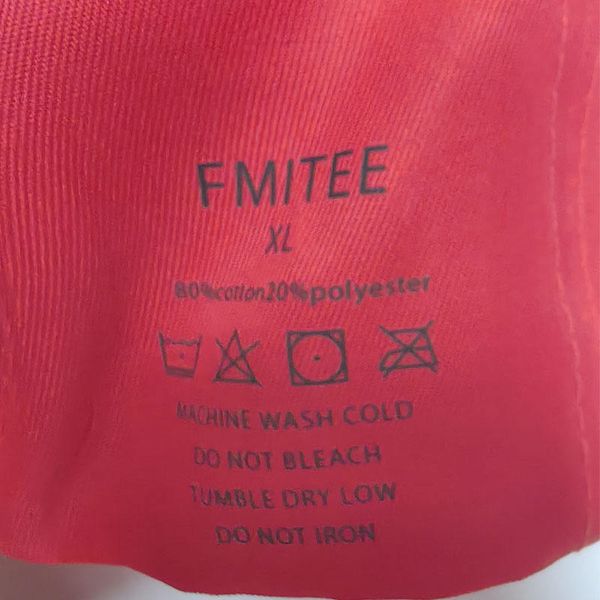 FMITEE
XL
80%cotton20%polyester
MACHINE WASH COLD
DO NOT BLEACH
TUMBLE DRY LOW
DO NOT IRON